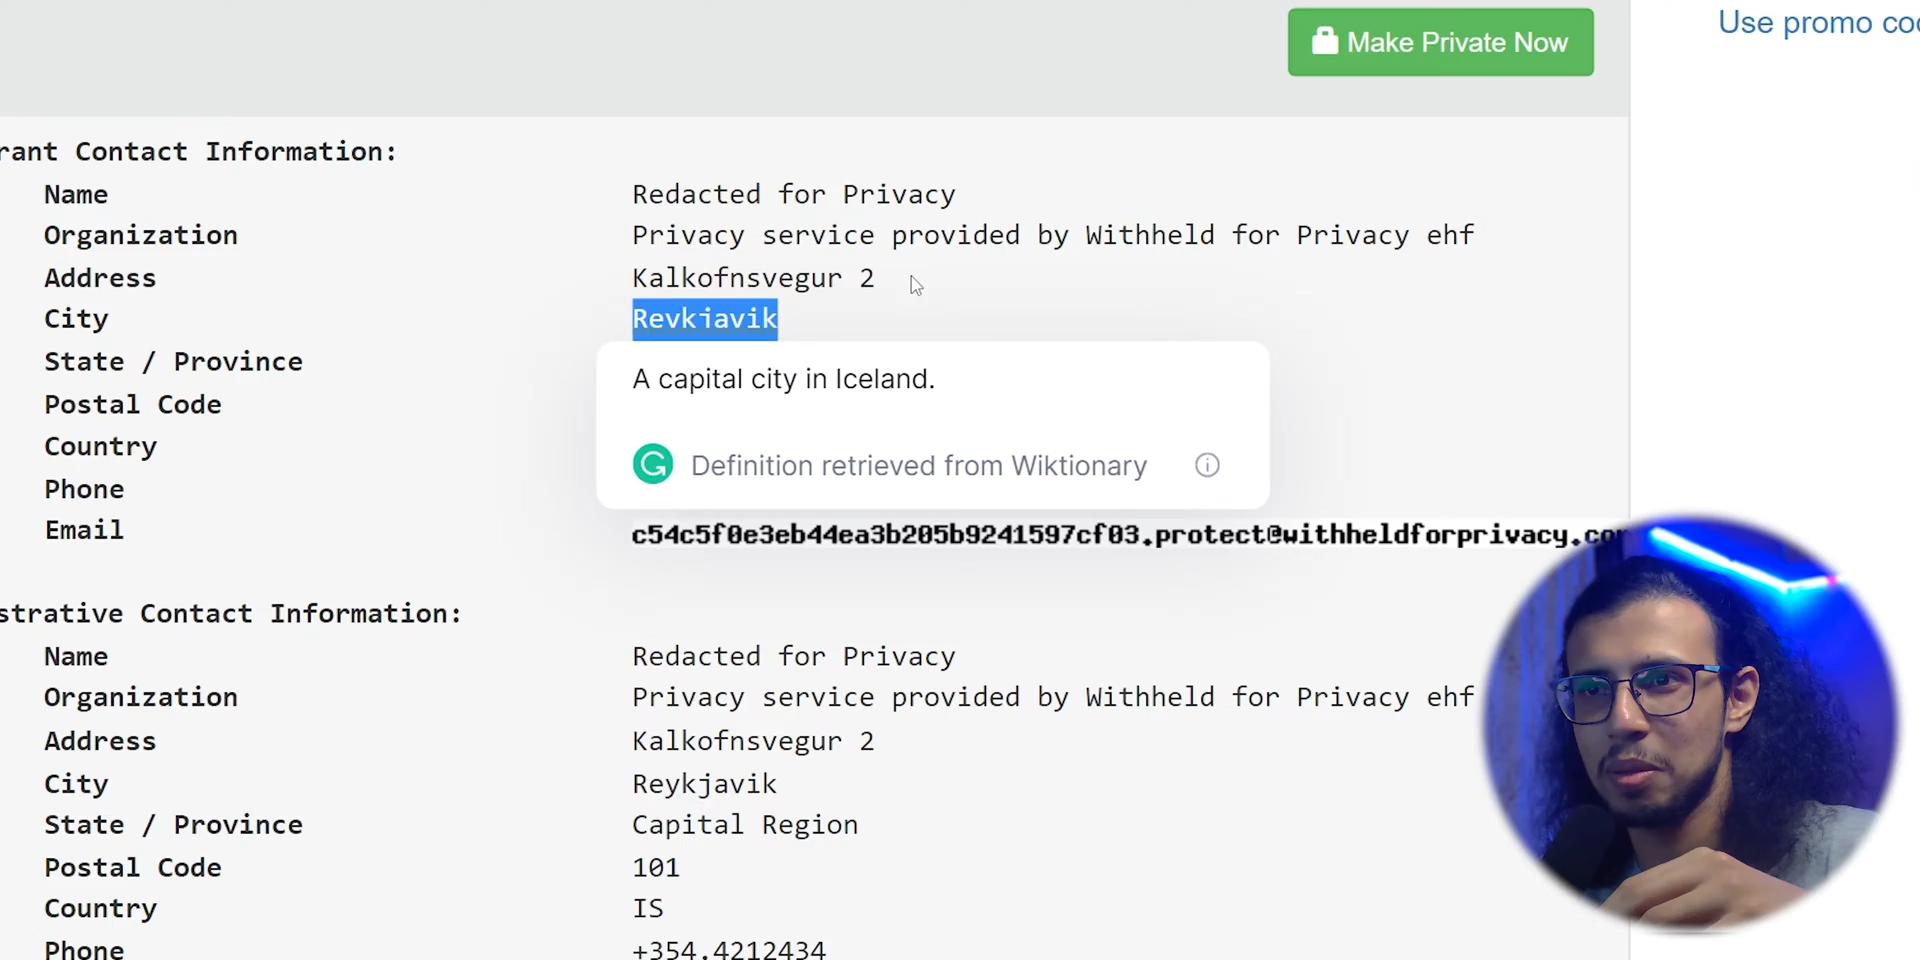 Make Private Now
Use promo co
rant Contact Information:
Name Redacted for Privacy
Organization Privacy service provided by Withheld for Privacy ehf
Address Kalkofnsvegur 2
City Reykjavik
State / Province
A capital city in Iceland.
Postal Code
Country
Definition retrieved from Wiktionary
Phone
Email c54c5f0e3eb44ea3b205b9241597cf03.protect@withheldforprivacy.co
strative Contact Information:
Name Redacted for Privacy
Organization Privacy service provided by Withheld for Privacy ehf
Address Kalkofnsvegur 2
City Reykjavik
State / Province Capital Region
Postal Code 101
Country IS
Phone +354.4212434